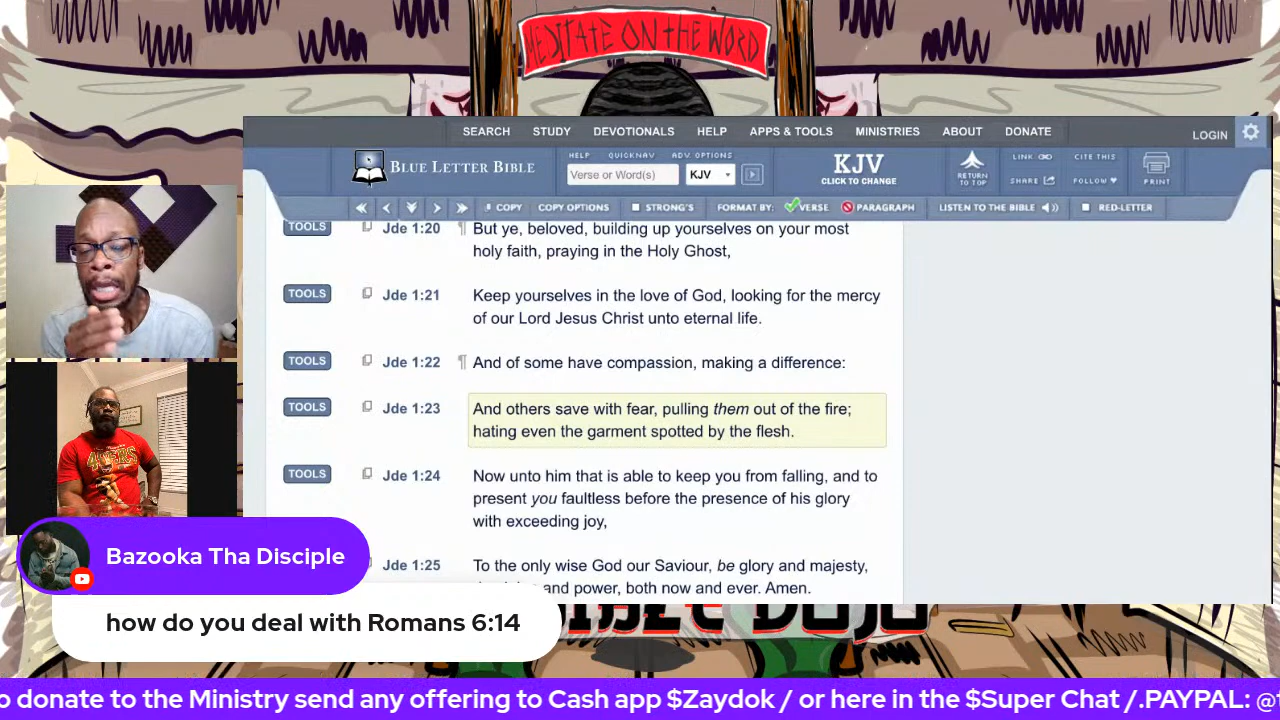 MEDITATE ON THE WORD
SEARCH STUDY DEVOTIONALS HELP APPS & TOOLS MINISTRIES ABOUT DONATE LOGIN
HELP QUICKNAV ADV. OPTIONS
BLUE LETTER BIBLE
Verse or Word(s) KJV
KJV
CLICK TO CHANGE
RETURN
TO TOP
LINK CITE THIS
SHARE FOLLOW PRINT
COPY COPY OPTIONS STRONG'S FORMAT BY: VERSE PARAGRAPH LISTEN TO THE BIBLE RED-LETTER
TOOLS Jde 1:20 ¶ But ye, beloved, building up yourselves on your most
holy faith, praying in the Holy Ghost,
TOOLS Jde 1:21 Keep yourselves in the love of God, looking for the mercy
of our Lord Jesus Christ unto eternal life.
TOOLS Jde 1:22 ¶ And of some have compassion, making a difference:
TOOLS Jde 1:23 And others save with fear, pulling them out of the fire;
hating even the garment spotted by the flesh.
TOOLS Jde 1:24 Now unto him that is able to keep you from falling, and to
present you faultless before the presence of his glory
with exceeding joy,
Jde 1:25 To the only wise God our Saviour, be glory and majesty,
and power, both now and ever. Amen.
49ERS
Bazooka Tha Disciple
how do you deal with Romans 6:14
DOJO
o donate to the Ministry send any offering to Cash app $Zaydok / or here in the $Super Chat /.PAYPAL: @